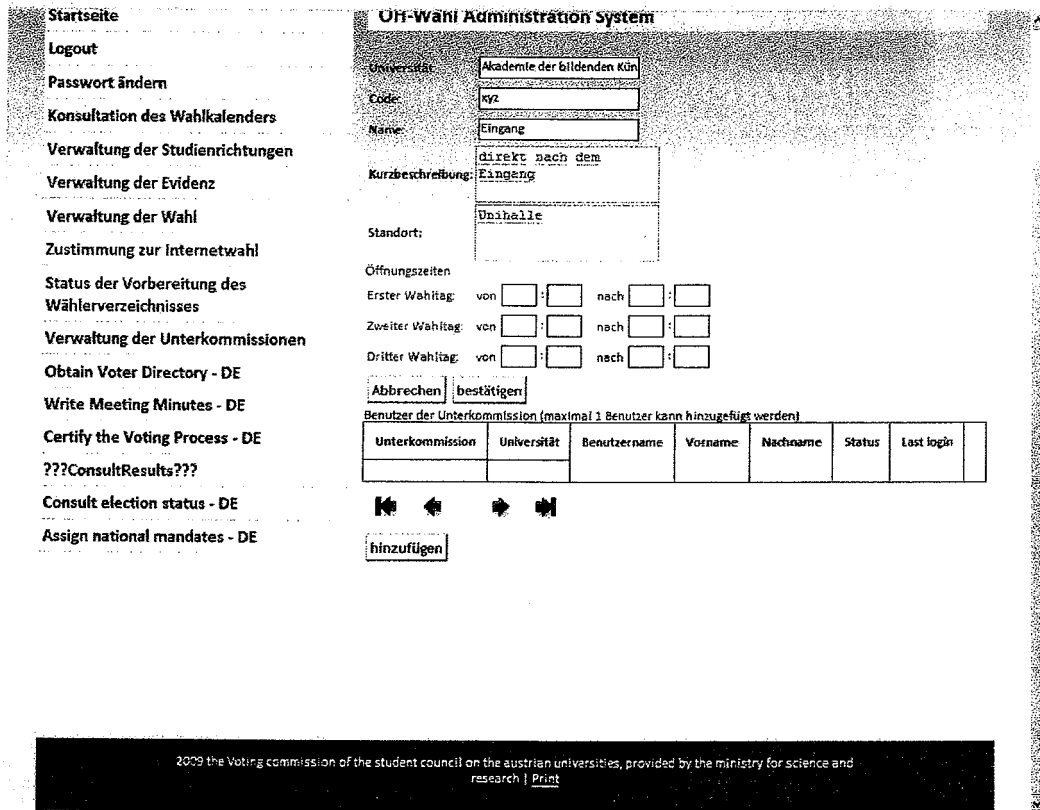 Startseite
Logout
Passwort ändern
Konsultation des Wahlkalenders
Verwaltung der Studienrichtungen
Verwaltung der Evidenz
Verwaltung der Wahl
Zustimmung zur Internetwahl
Status der Vorbereitung des
Wählerverzeichnisses
Verwaltung der Unterkommissionen
Obtain Voter Directory - DE
Write Meeting Minutes - DE
Certify the Voting Process - DE
???ConsultResults???
Consult election status - DE
Assign national mandates - DE
ÖH-Wahl Administration System
Universität: Akademie der bildenden Kün
Code: xyz
Name: Eingang
Kurzbeschreibung: direkt nach dem
Eingang
Standort: Unihalle
Öffnungszeiten
Erster Wahltag: von : nach :
Zweiter Wahltag: von : nach :
Dritter Wahltag: von : nach :
Abbrechen bestätigen
Benutzer der Unterkommission (maximal 1 Benutzer kann hinzugefügt werden)
Unterkommission Universität Benutzername Vorname Nachname Status Last login
hinzufügen
2009 the Voting commission of the student council on the austrian universities, provided by the ministry for science and
research | Print